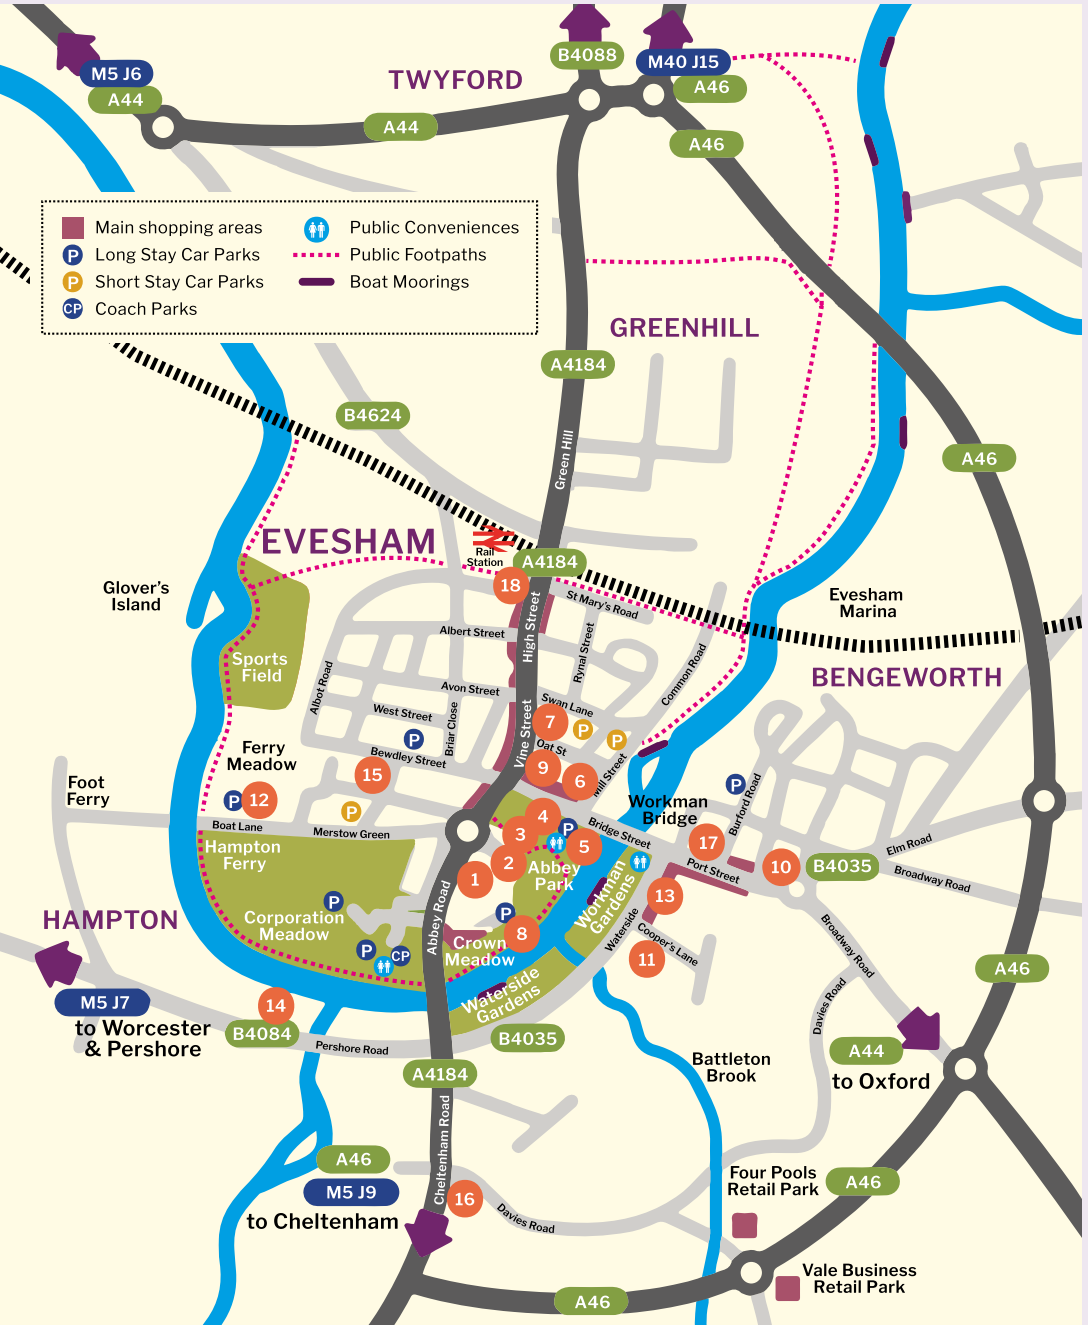 B4088
M40 J15
M5 J6
TWYFORD
A46
A44
A44
A46
Main shopping areas
Public Conveniences
P Long Stay Car Parks
Public Footpaths
P Short Stay Car Parks
Boat Moorings
CP Coach Parks
GREENHILL
A4184
B4624
Green Hill
A46
EVESHAM
Rail
Station
A4184
18
Glover's
Island
St Mary's Road
Evesham
Marina
High Street
Albert Street
Rynal Street
Sports
Field
Common Road
BENGEWORTH
Albot Road
Avon Street
Swan Lane
West Street
Briar Close
Vine Street
7
P
P
P
Oat St
Ferry
Meadow
Bewdley Street
9
6
Mill Street
15
Foot
Ferry
P
12
P
P
Workman
Bridge
Burford Road
Boat Lane
Merstow Green
4
3
P
5
Bridge Street
17
Elm Road
Hampton
Ferry
2
1
Abbey
Park
Port Street
10
B4035
Broadway Road
13
P
P
Workman
Gardens
Corporation
Meadow
Abbey Road
HAMPTON
8
Crown
Meadow
Waterside
Cooper's Lane
Broadway Road
P
CP
11
A46
M5 J7
to Worcester
& Pershore
14
B4084
Waterside
Gardens
B4035
Davies Road
Pershore Road
A44
to Oxford
Battleton
Brook
A4184
Cheltenham Road
A46
M5 J9
to Cheltenham
16
Davies Road
Four Pools
Retail Park
A46
Vale Business
Retail Park
A46